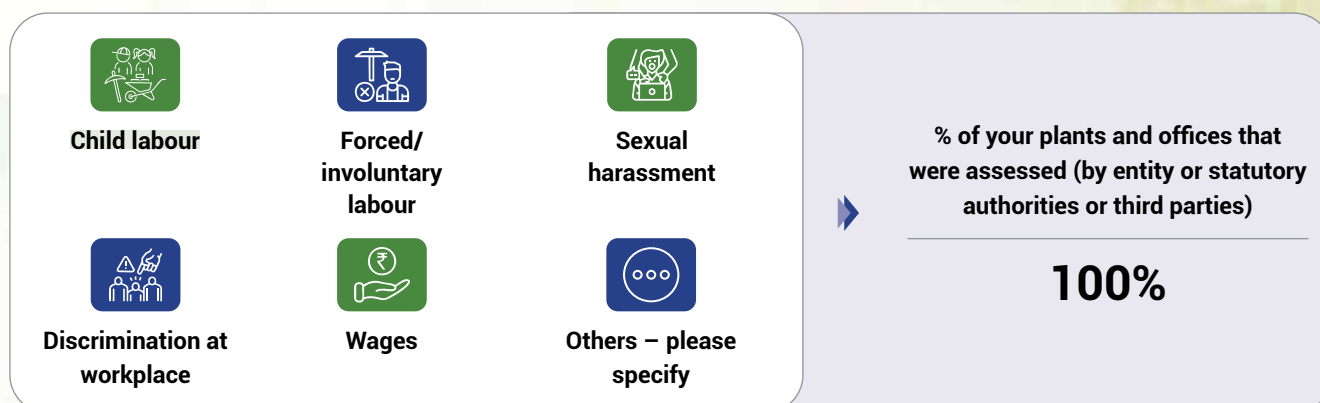 Child labour
Forced/
involuntary
labour
Sexual
harassment
Discrimination at
workplace
₹
Wages
Others – please
specify
% of your plants and offices that
were assessed (by entity or statutory
authorities or third parties)
100%